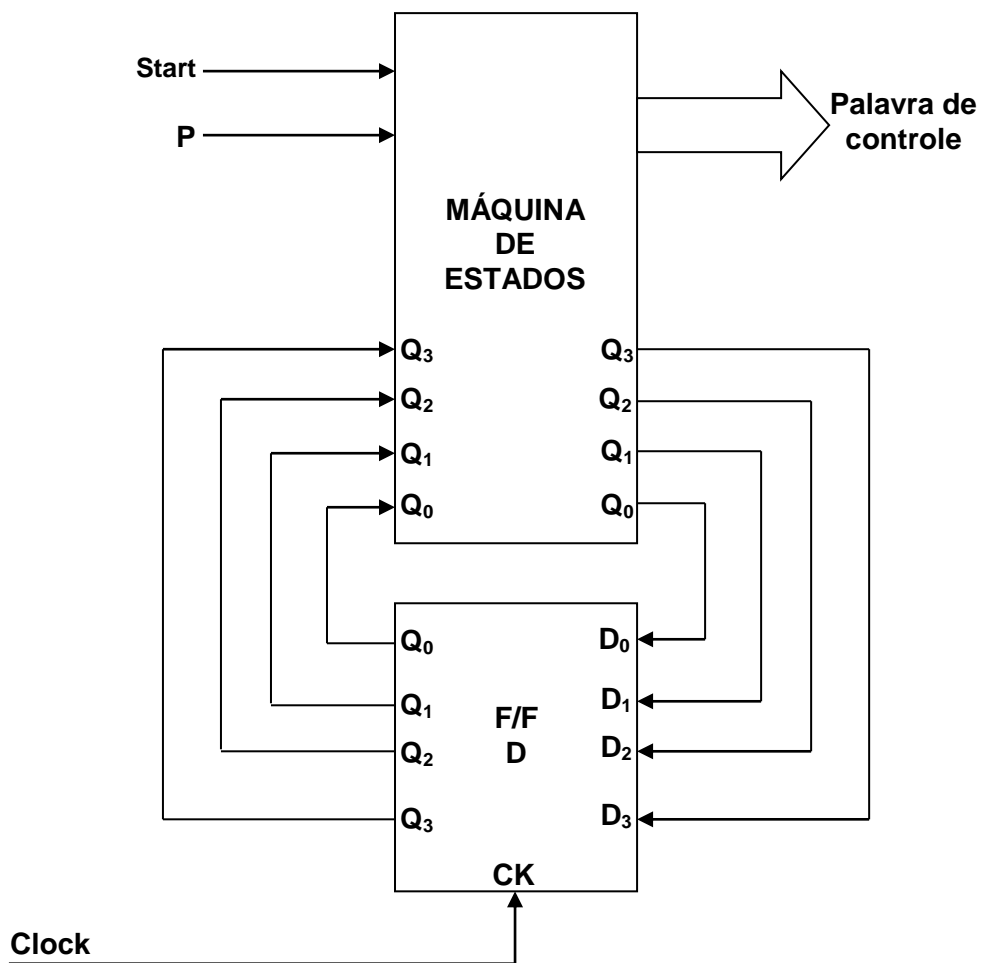 Start
P
Palavra de
controle
MÁQUINA
DE
ESTADOS
Q₃ Q₃
Q₂ Q₂
Q₁ Q₁
Q₀ Q₀
Q₀ D₀
Q₁ D₁
F/F
D
Q₂ D₂
Q₃ D₃
CK
Clock